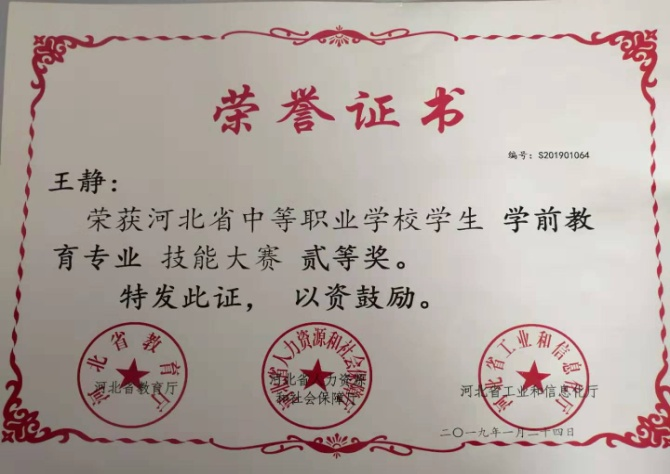 荣誉证书
编号：S201901064
王静：
荣获河北省中等职业学校学生 学前教
育专业 技能大赛 贰等奖。
特发此证， 以资鼓励。
河北省教育厅
河北省教育厅
河北省人力资源和社会保障厅
河北省人力资源
和社会保障厅
河北省工业和信息化厅
河北省工业和信息化厅
二〇一九年一月二十四日